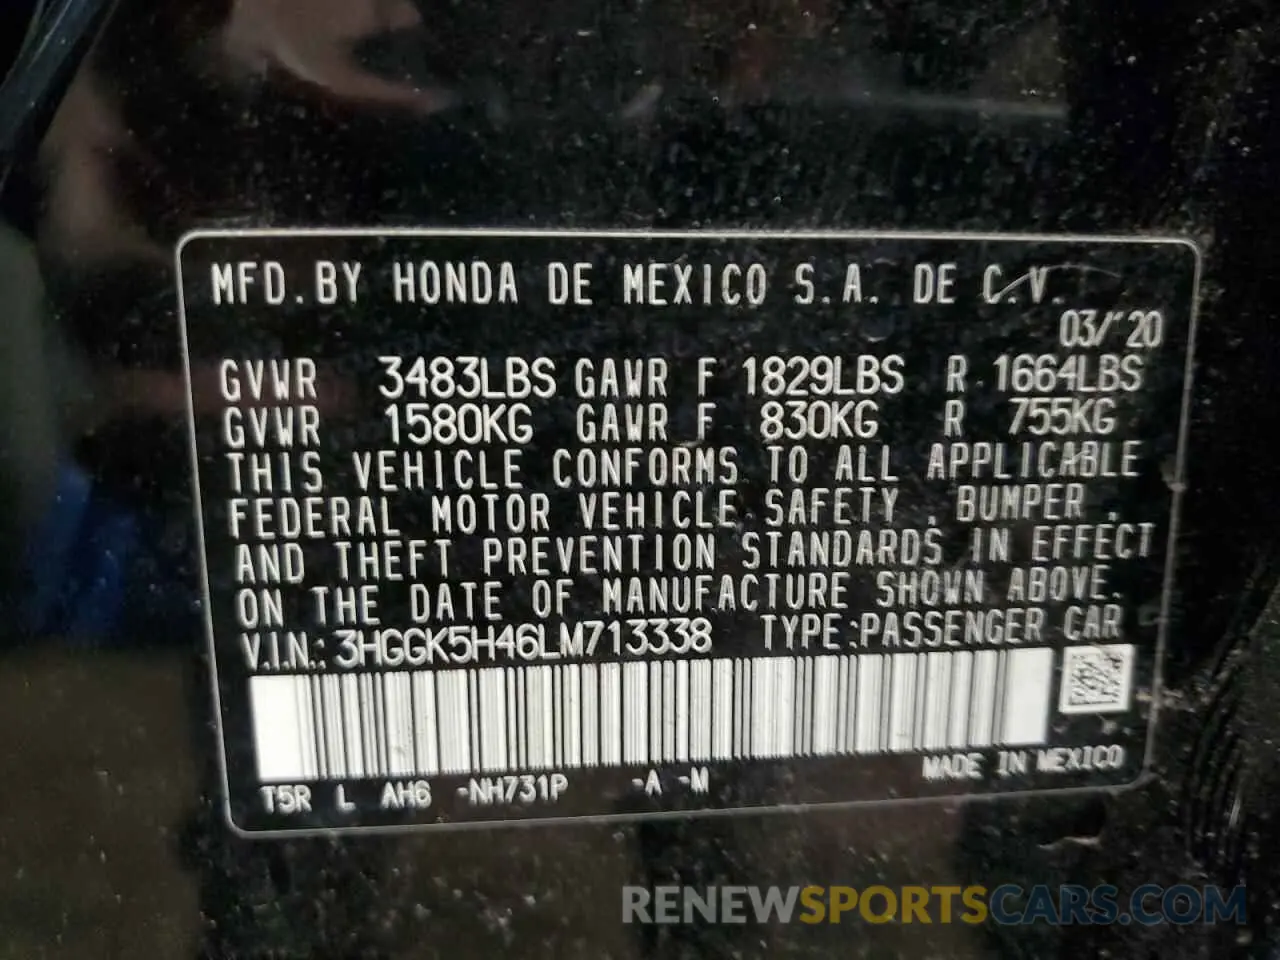 MFD. BY HONDA DE MEXICO S.A. DE C.V.
03/20
GVWR 3483LBS GAWR F 1829LBS R 1664LBS
GVWR 1580KG GAWR F 830KG R 755KG
THIS VEHICLE CONFORMS TO ALL APPLICABLE
FEDERAL MOTOR VEHICLE SAFETY, BUMPER,
AND THEFT PREVENTION STANDARDS IN EFFECT
ON THE DATE OF MANUFACTURE SHOWN ABOVE.
V.I.N.: 3HGGK5H46LM713338 TYPE:PASSENGER CAR
MADE IN MEXICO
T5R L AH6 -NH731P -A -M
RENEWSPORTSCARS.COM